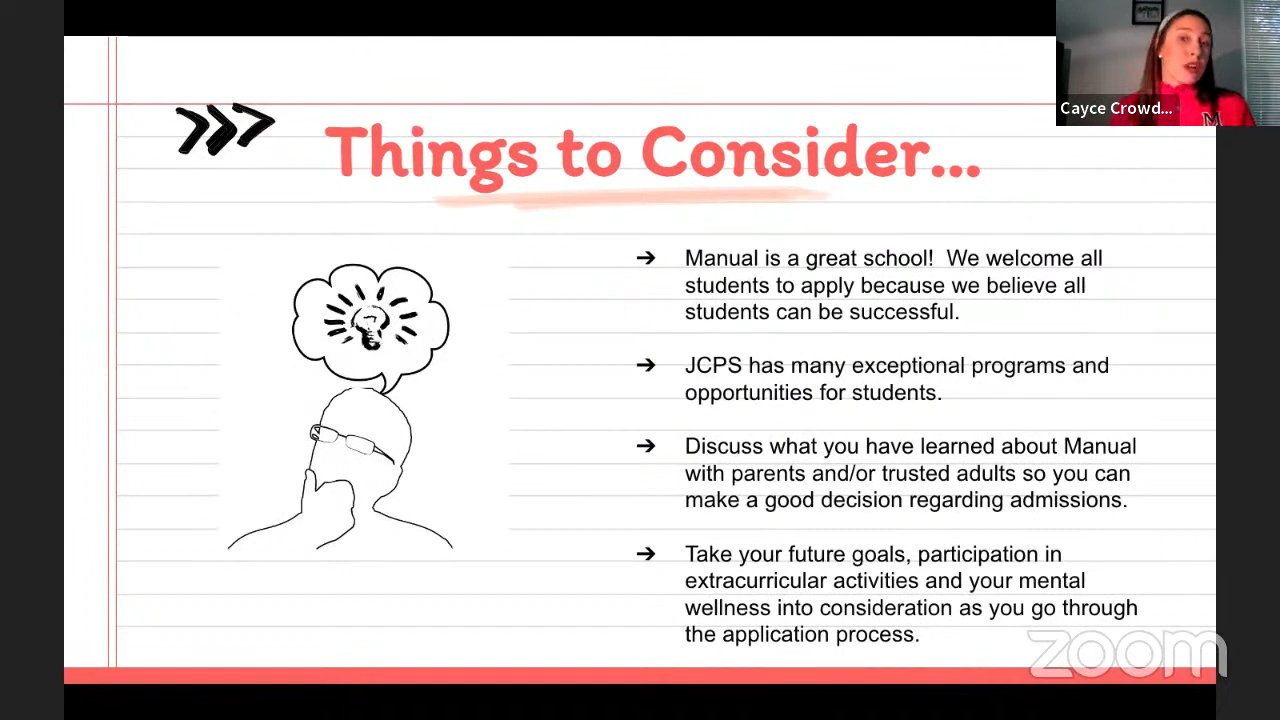 Cayce Crowd...
M
Things to Consider...
➔ Manual is a great school!  We welcome all
students to apply because we believe all
students can be successful.
➔ JCPS has many exceptional programs and
opportunities for students.
➔ Discuss what you have learned about Manual
with parents and/or trusted adults so you can
make a good decision regarding admissions.
➔ Take your future goals, participation in
extracurricular activities and your mental
wellness into consideration as you go through
the application process.
zoom